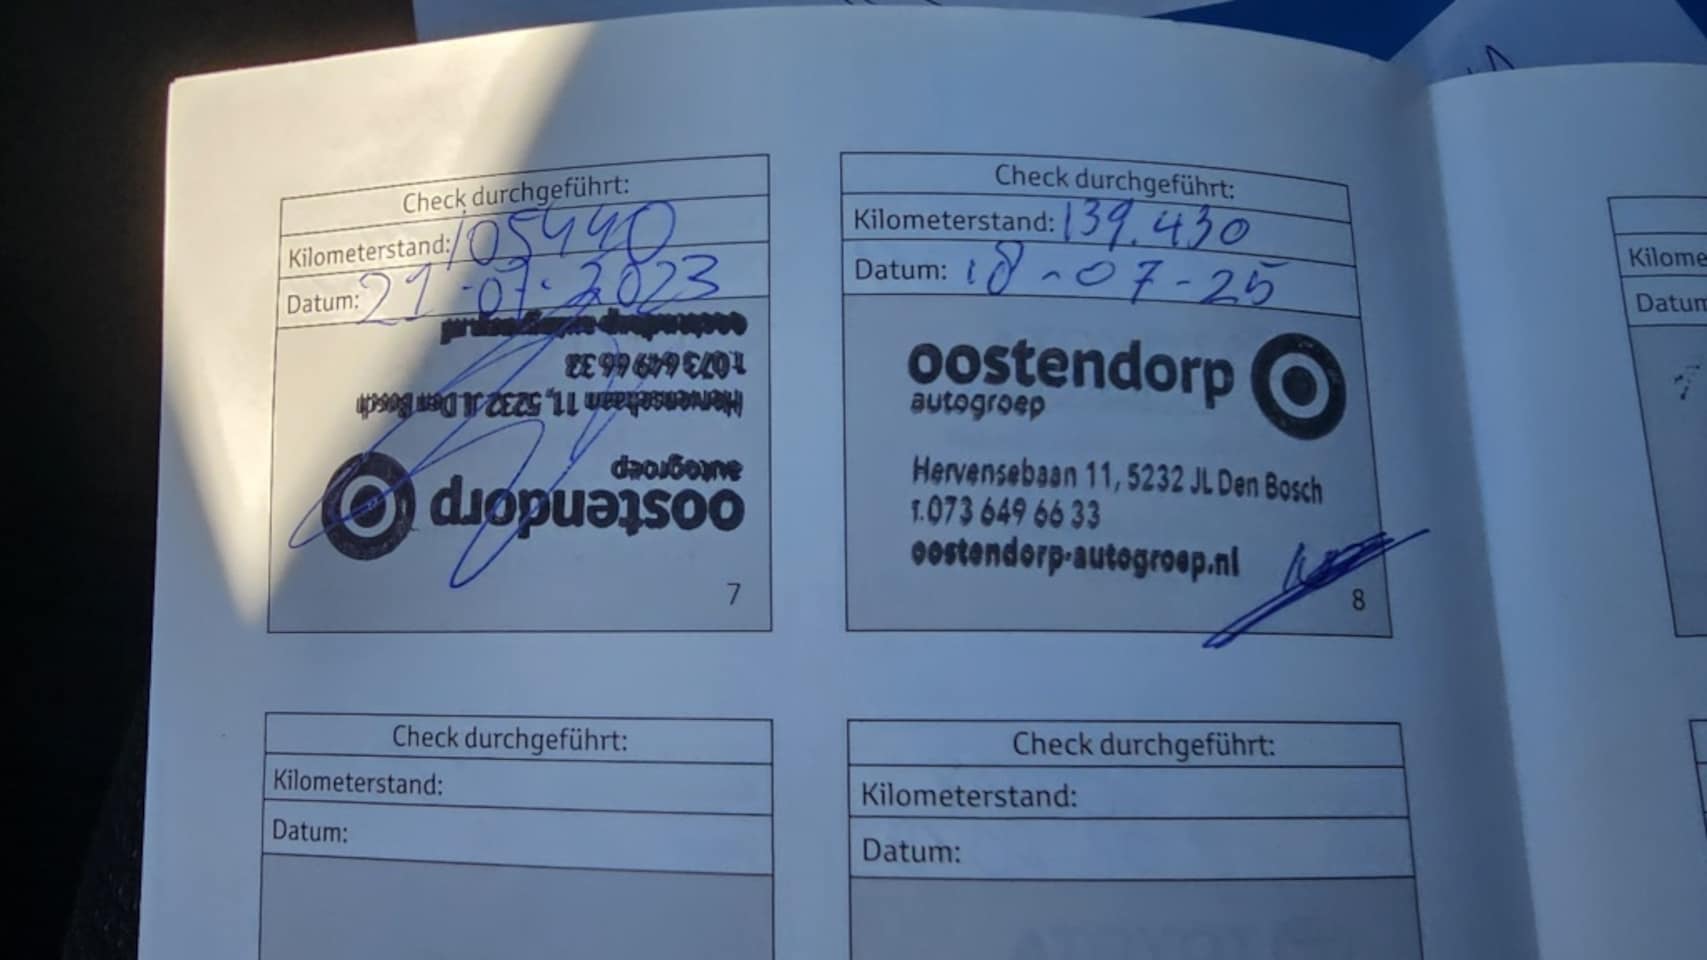 Check durchgeführt:
Kilometerstand: 105440
Datum: 21-07-2023
oostendorp-autogroep.nl
T.073 649 66 33
Hervensebaan 11, 5232 JL Den Bosch
autogroep
oostendorp
7
Check durchgeführt:
Kilometerstand: 139.430
Datum: 18-07-25
oostendorp
autogroep
Hervensebaan 11, 5232 JL Den Bosch
T.073 649 66 33
oostendorp-autogroep.nl
8
Check durchgeführt:
Kilometerstand:
Datum:
Check durchgeführt:
Kilometerstand:
Datum:
Kilome
Datum